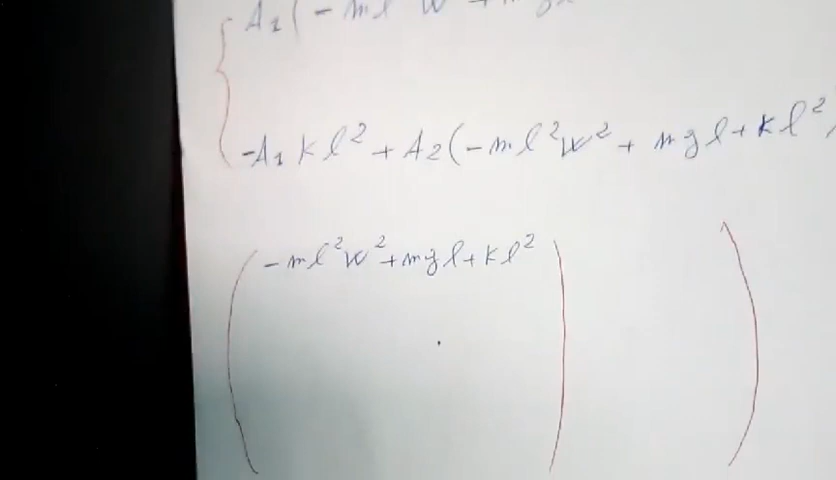 -A₁kl² + A₂(-ml²w² + mgl + kl²
-ml²w² + mgl + kl²